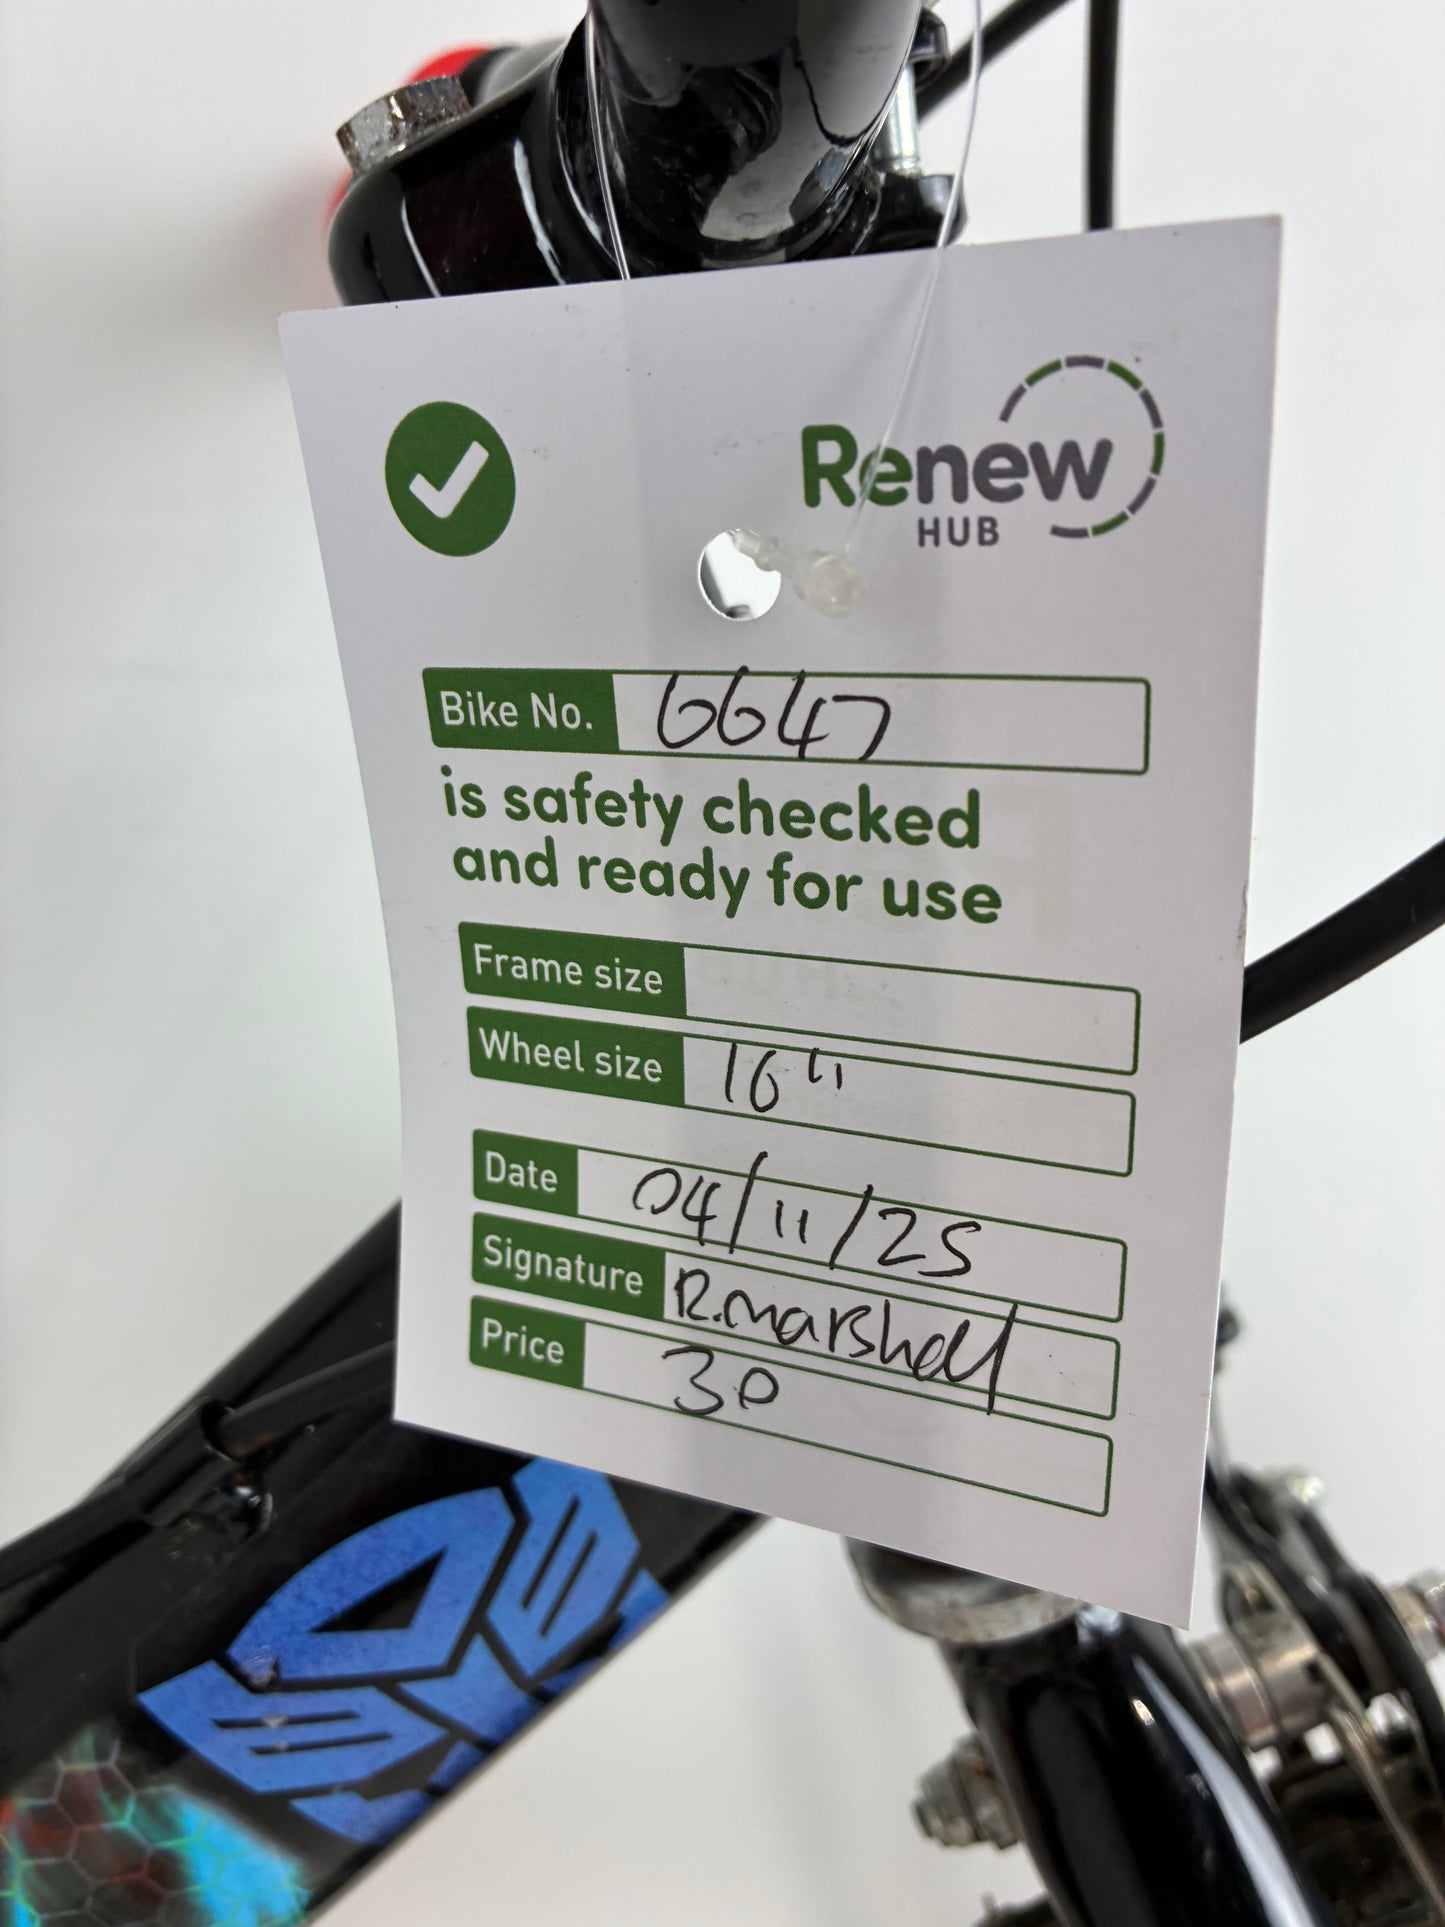 Renew
HUB
Bike No. 6647
is safety checked
and ready for use
Frame size
Wheel size 16"
Date 04/11/25
Signature R.Marshall
Price 30